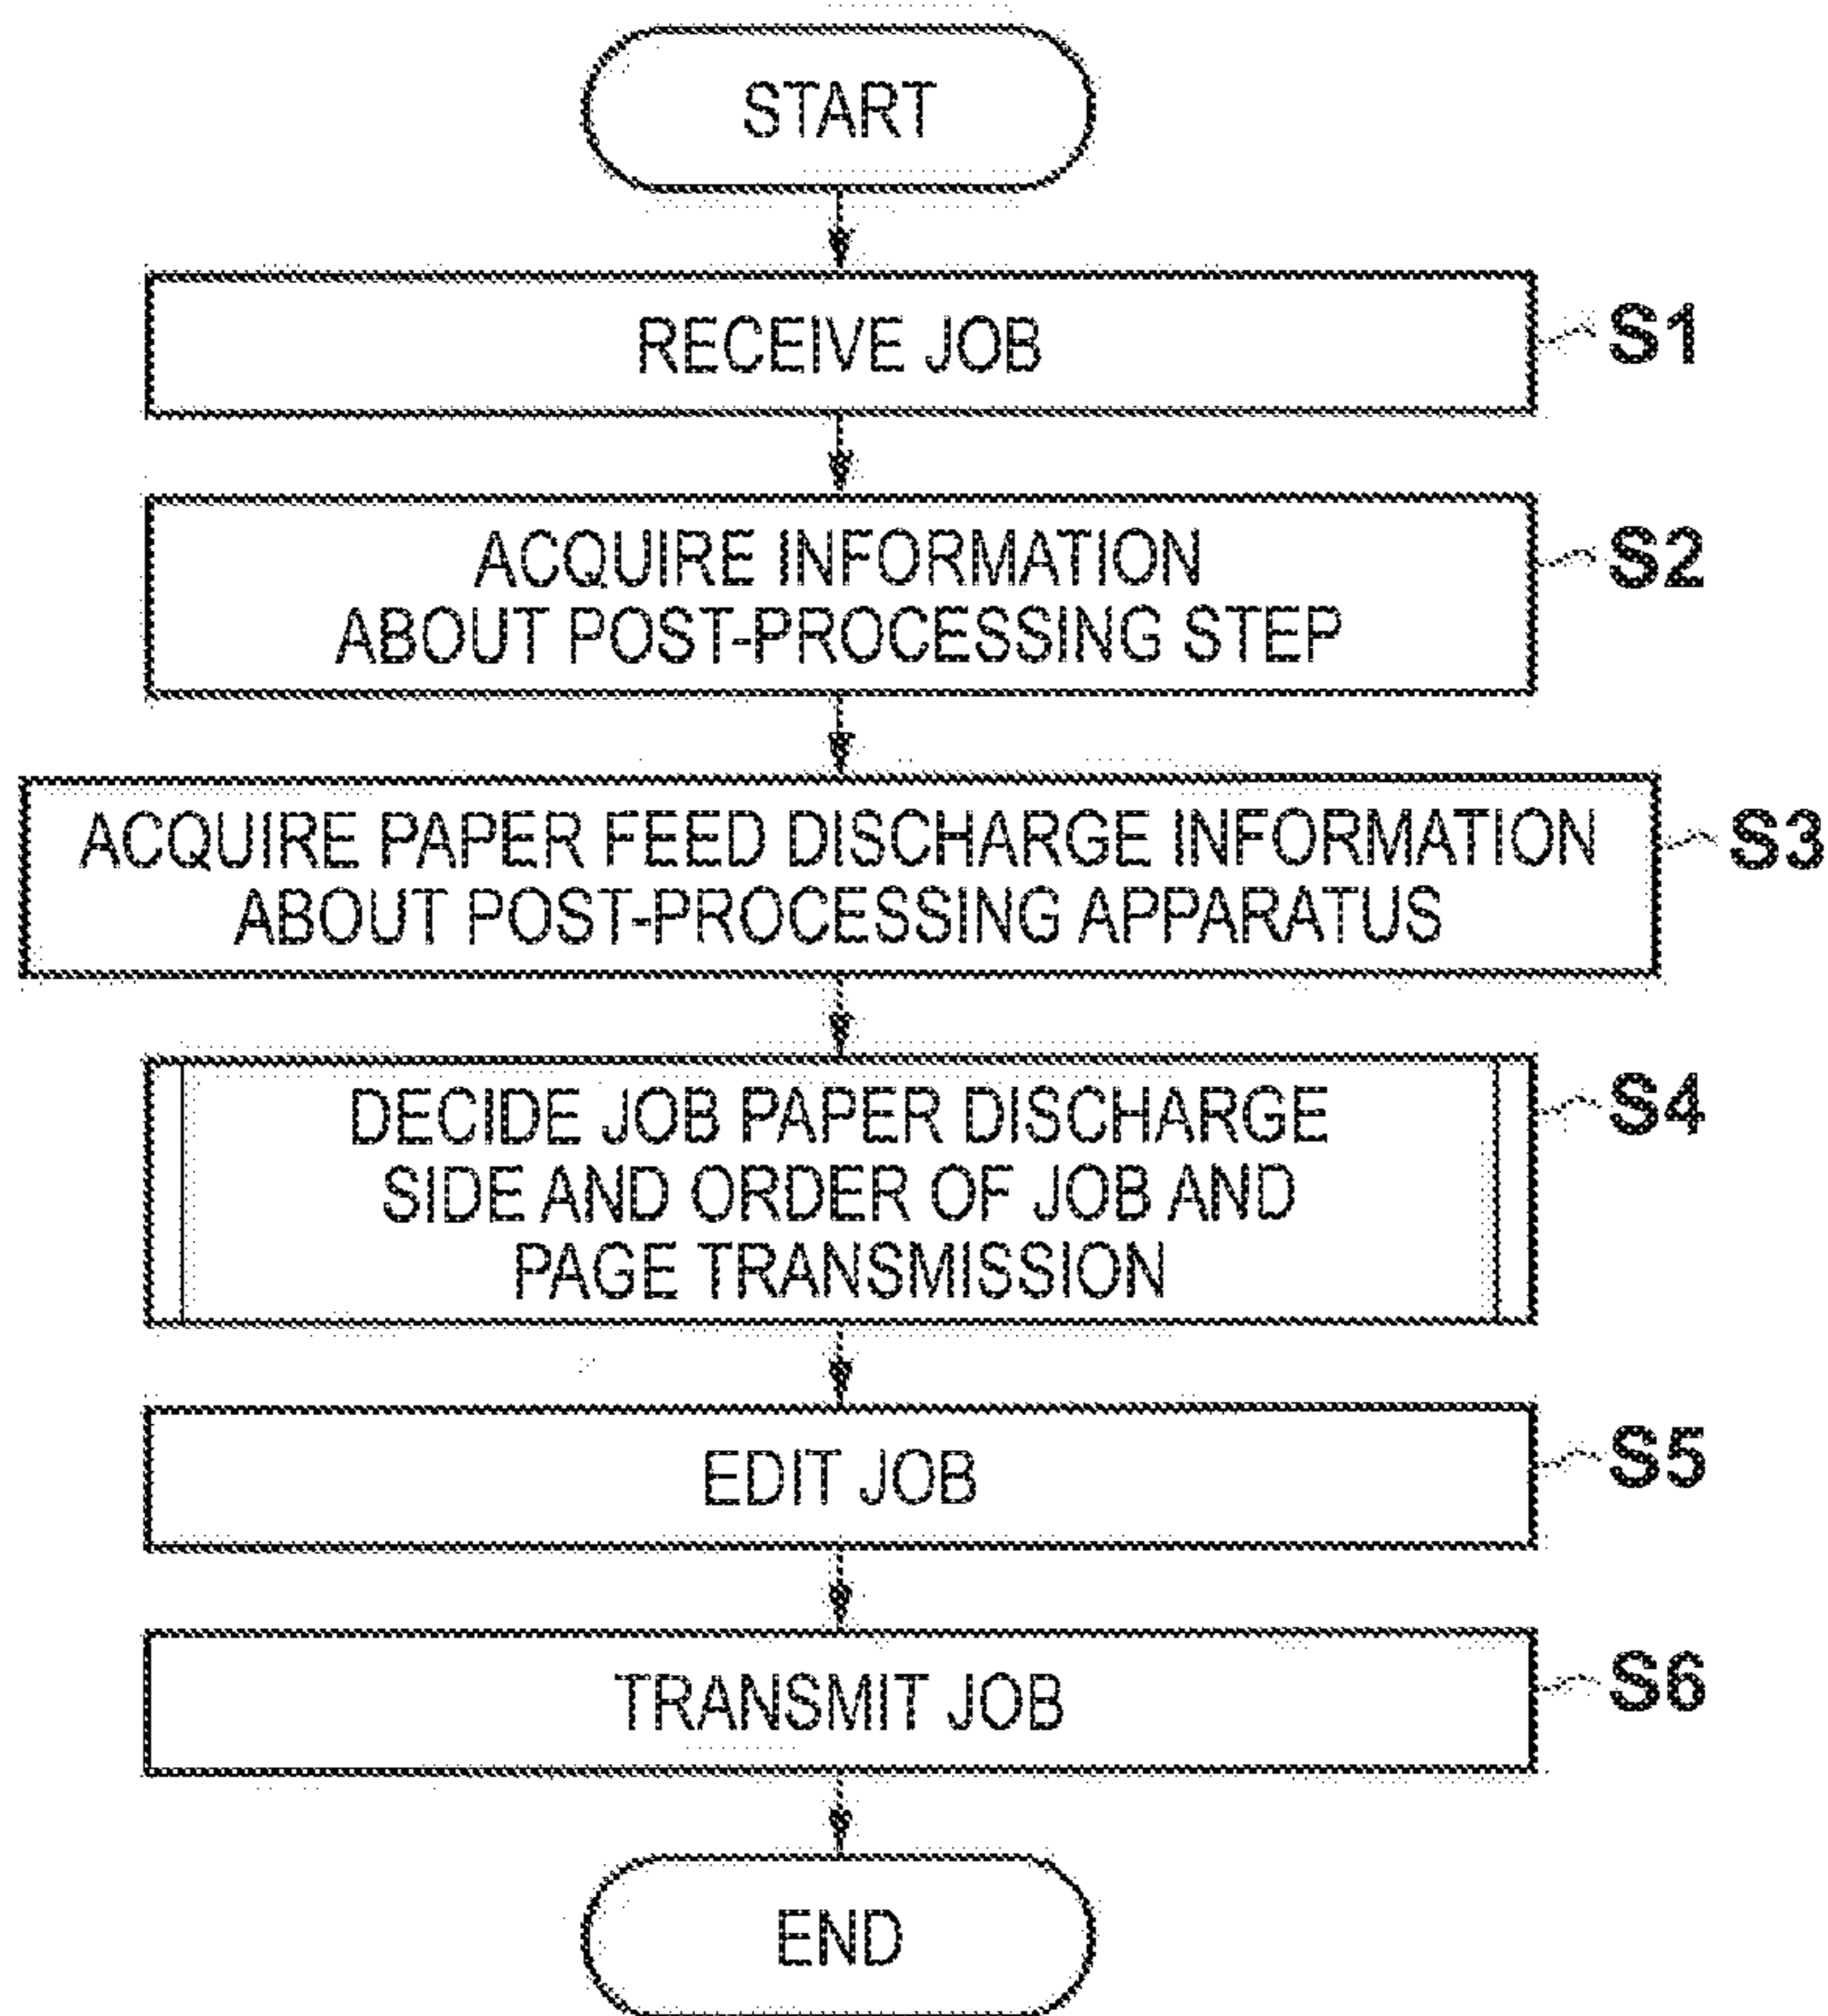 START
RECEIVE JOB
S1
ACQUIRE INFORMATION
ABOUT POST-PROCESSING STEP
S2
ACQUIRE PAPER FEED DISCHARGE INFORMATION
ABOUT POST-PROCESSING APPARATUS
S3
DECIDE JOB PAPER DISCHARGE
SIDE AND ORDER OF JOB AND
PAGE TRANSMISSION
S4
EDIT JOB
S5
TRANSMIT JOB
S6
END